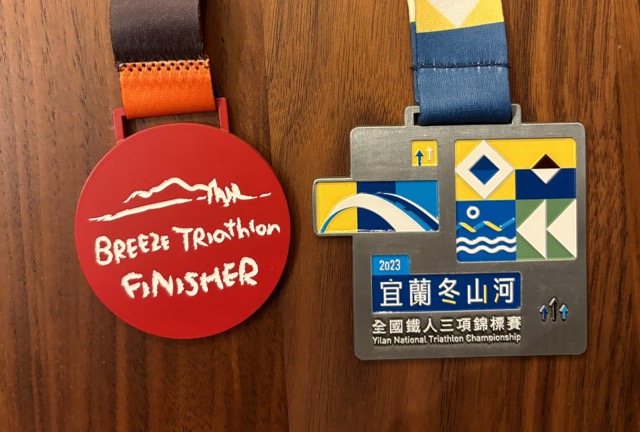 BREEZE TRiathlon
FiNiSHER
2023
宜蘭冬山河
全國鐵人三項錦標賽
Yilan National Triathlon Championship